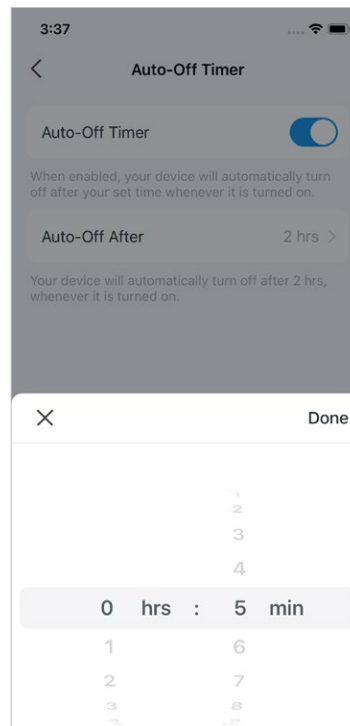 3:37
Auto-Off Timer
Auto-Off Timer
When enabled, your device will automatically turn
off after your set time whenever it is turned on.
Auto-Off After 2 hrs >
Your device will automatically turn off after 2 hrs,
whenever it is turned on.
Done
2
3
4
0 hrs : 5 min
1 6
2 7
3 8